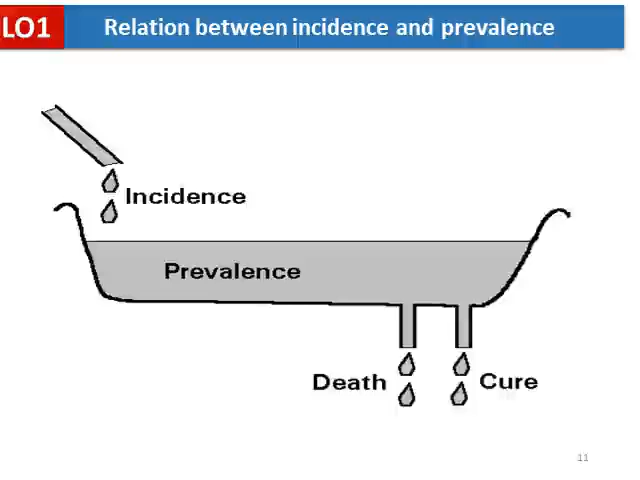 LO1
Relation between incidence and prevalence
Incidence
Prevalence
Death
Cure
11